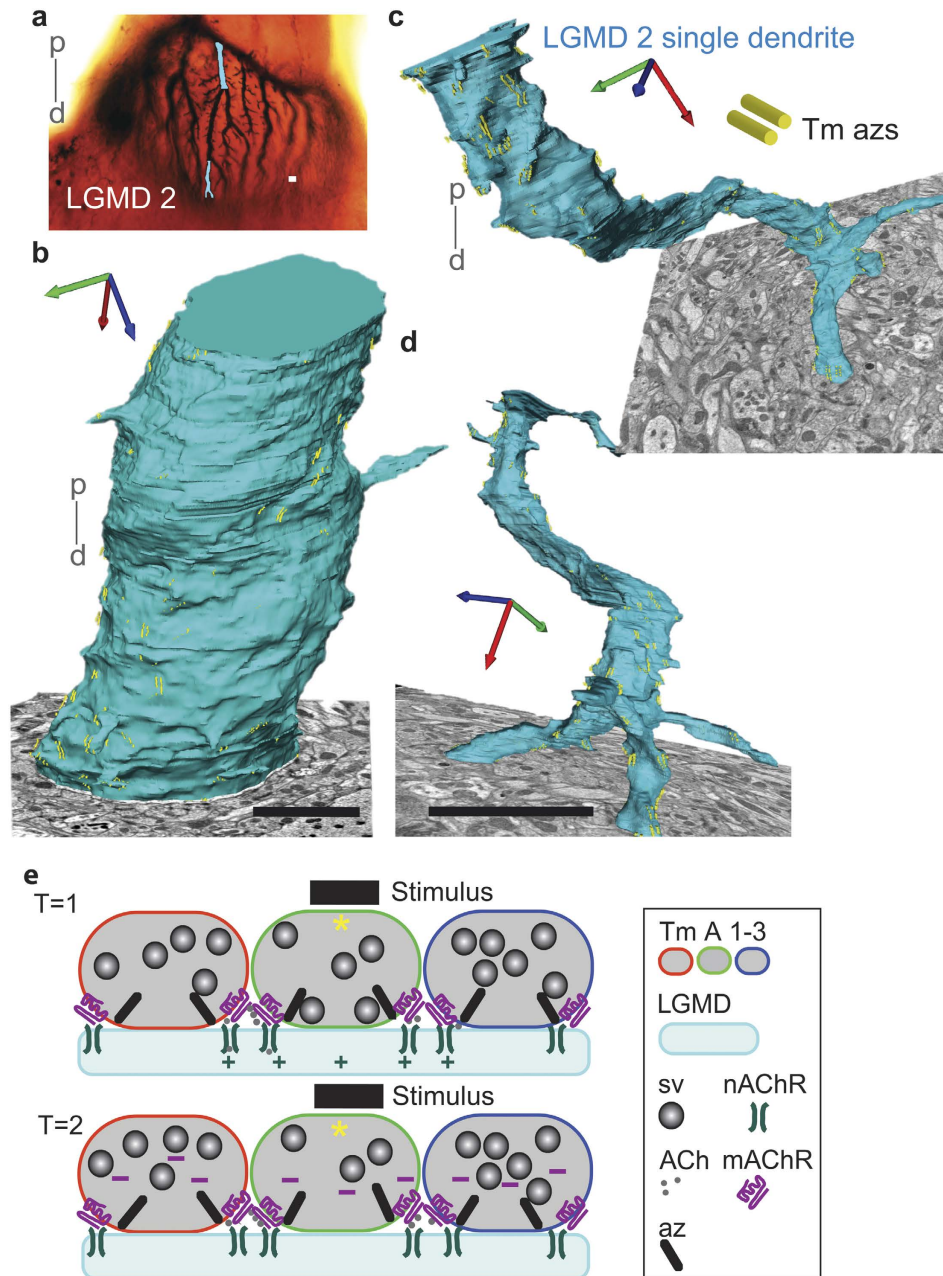 a
p
d
LGMD 2
b
p
d
c
LGMD 2 single dendrite
Tm azs
p
d
d
e
T=1
Stimulus
T=2
Stimulus
Tm A 1-3
LGMD
sv nAChR
ACh mAChR
az